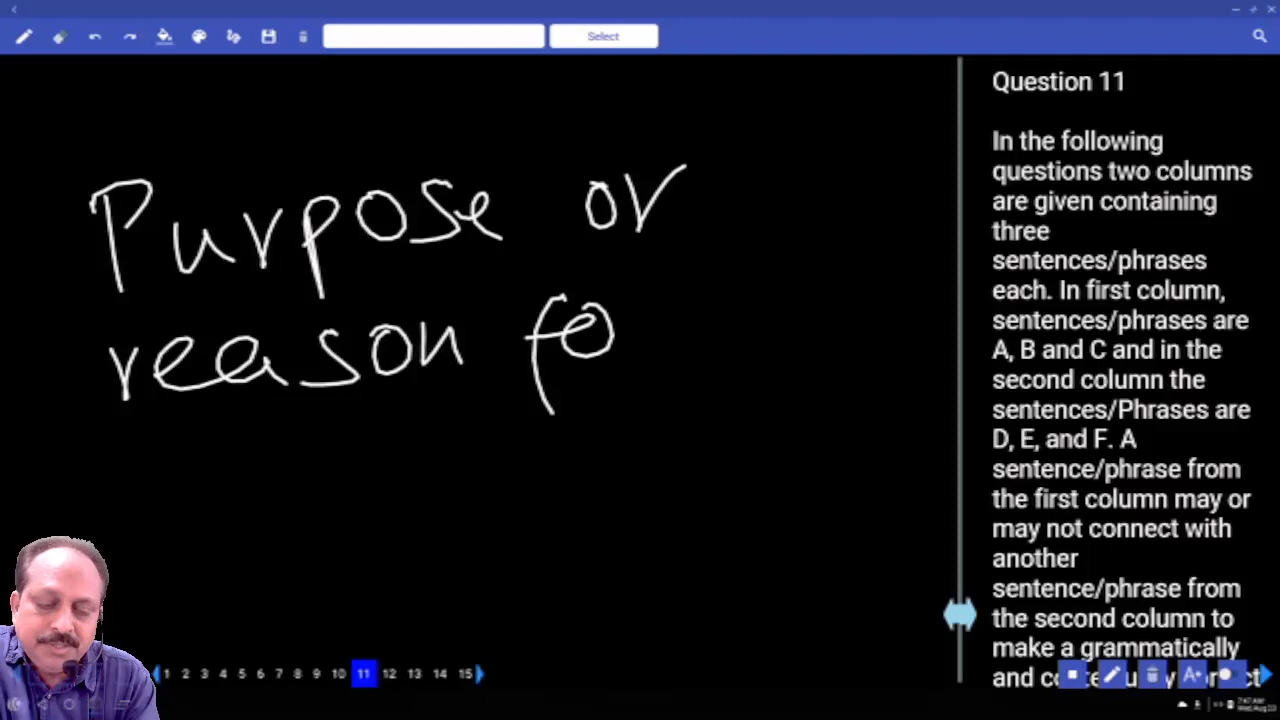 Select
Purpose or
reason fo
Question 11
In the following
questions two columns
are given containing
three
sentences/phrases
each. In first column,
sentences/phrases are
A, B and C and in the
second column the
sentences/Phrases are
D, E, and F. A
sentence/phrase from
the first column may or
may not connect with
another
sentence/phrase from
the second column to
make a grammatically
and
1 2 3 4 5 6 7 8 9 10 11 12 13 14 15
A+